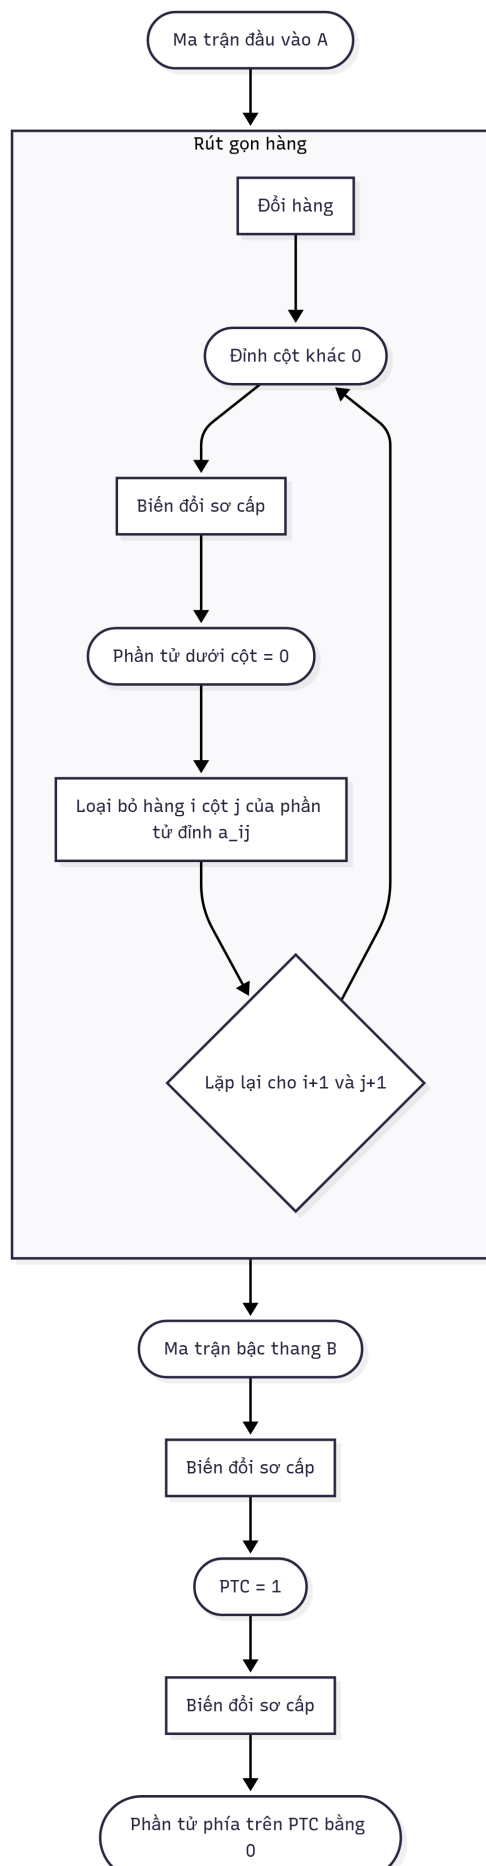 Ma trận đầu vào A
Rút gọn hàng
Đổi hàng
Đỉnh cột khác 0
Biến đổi sơ cấp
Phần tử dưới cột = 0
Loại bỏ hàng i cột j của phần
tử đỉnh a_ij
Lặp lại cho i+1 và j+1
Ma trận bậc thang B
Biến đổi sơ cấp
PTC = 1
Biến đổi sơ cấp
Phần tử phía trên PTC bằng
0